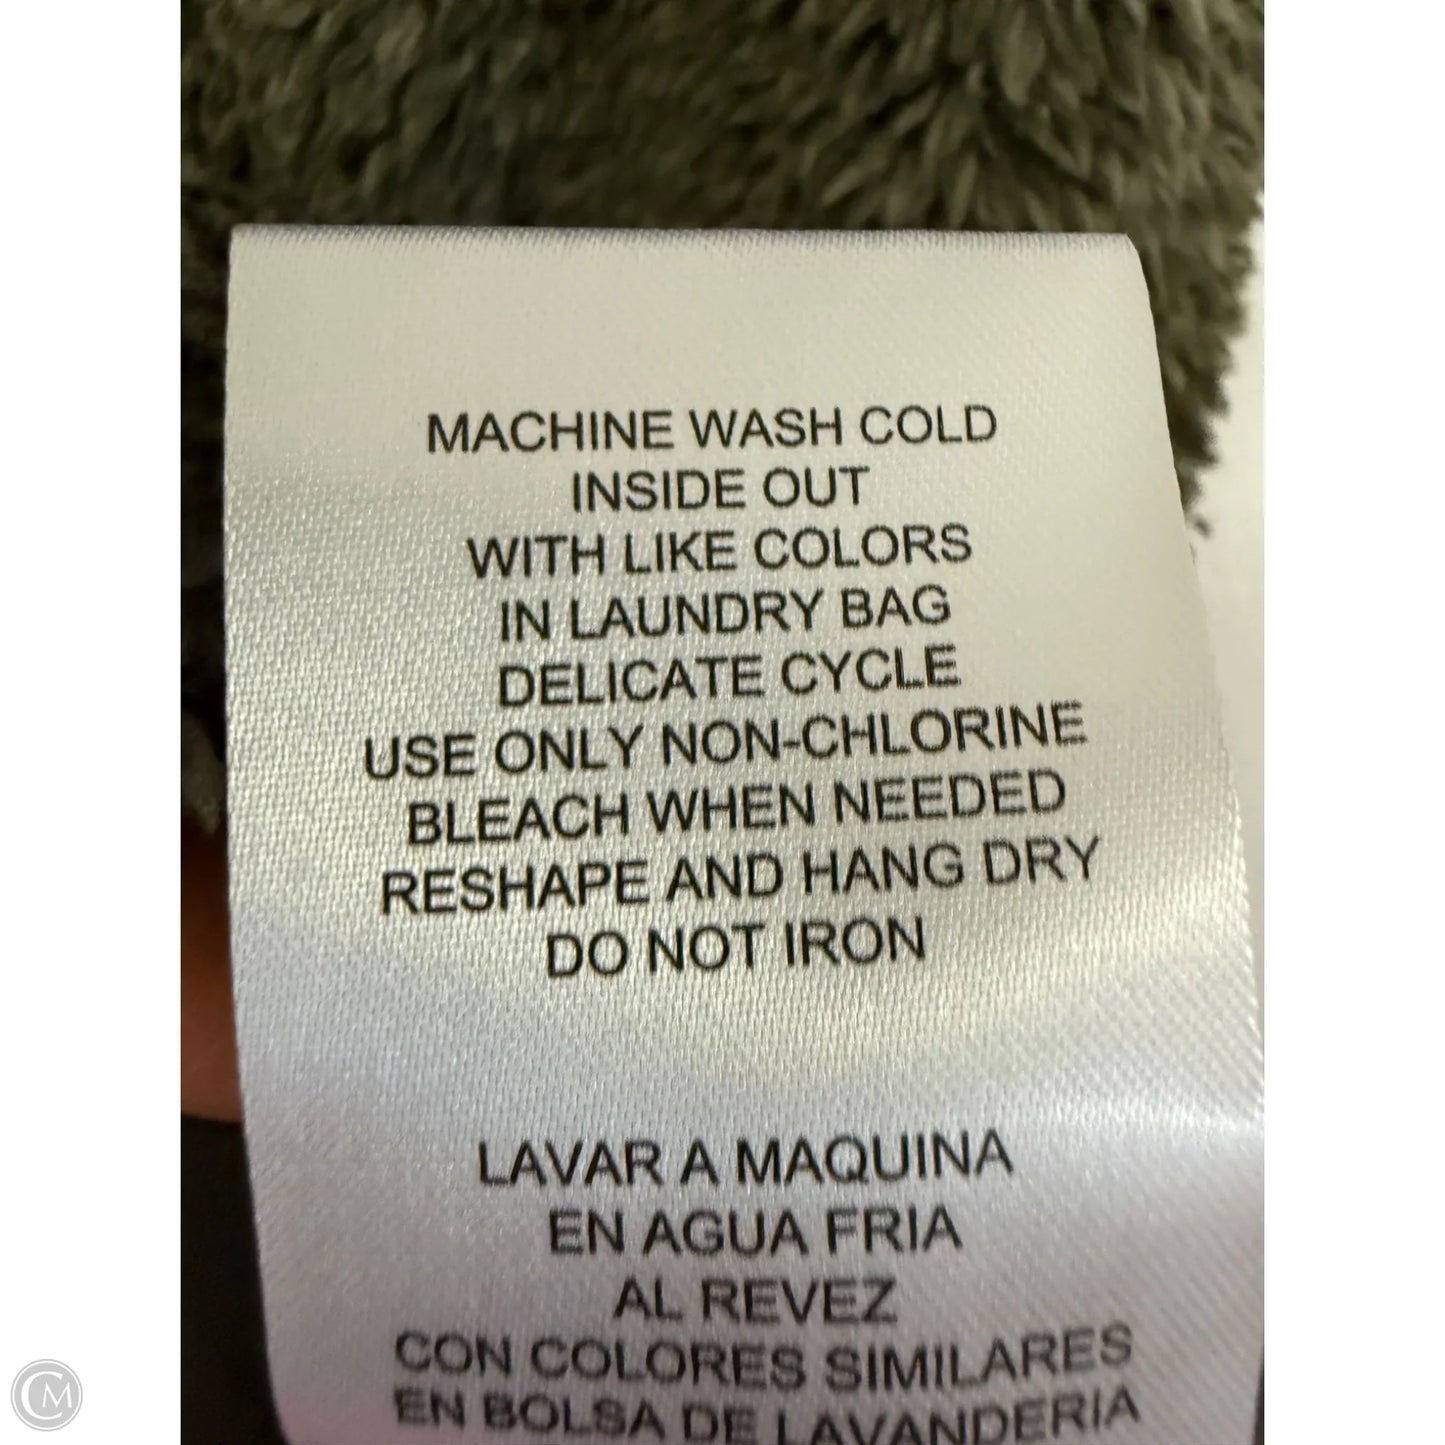 MACHINE WASH COLD
INSIDE OUT
WITH LIKE COLORS
IN LAUNDRY BAG
DELICATE CYCLE
USE ONLY NON-CHLORINE
BLEACH WHEN NEEDED
RESHAPE AND HANG DRY
DO NOT IRON
LAVAR A MAQUINA
EN AGUA FRIA
AL REVEZ
CON COLORES SIMILARES
EN BOLSA DE LAVANDERIA
CM